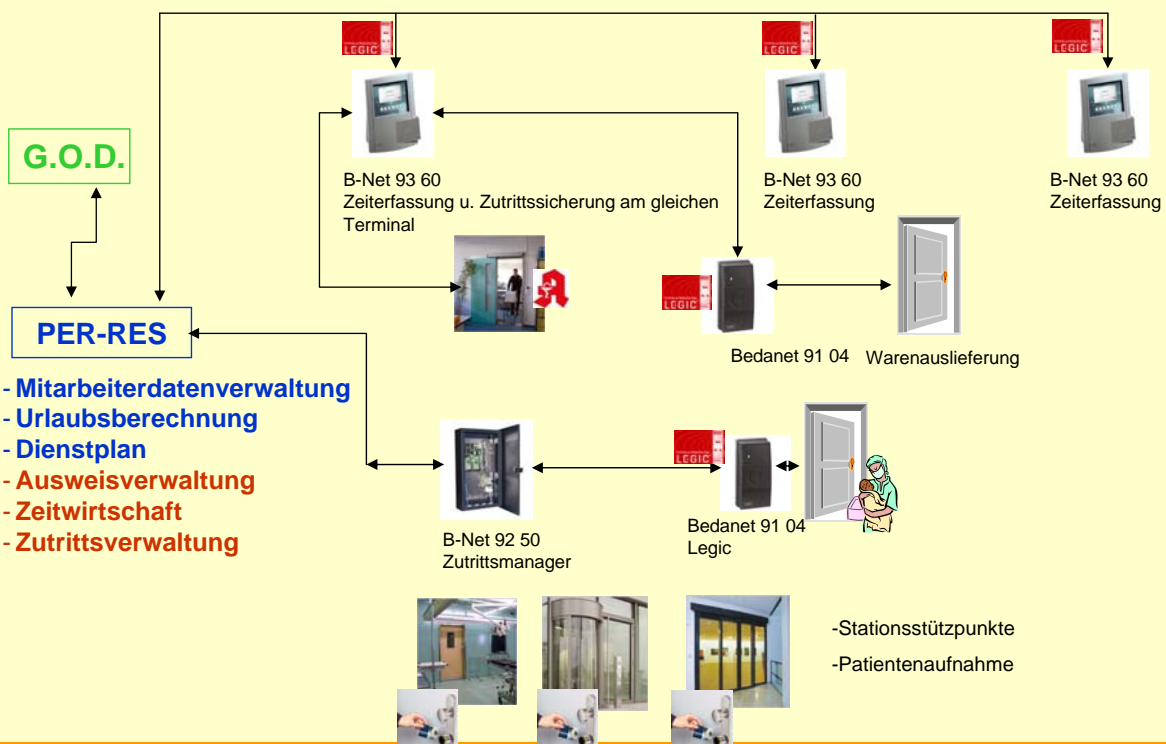 LEGIC
LEGIC
LEGIC
G.O.D.
B-Net 93 60
Zeiterfassung u. Zutrittssicherung am gleichen
Terminal
B-Net 93 60
Zeiterfassung
B-Net 93 60
Zeiterfassung
LEGIC
PER-RES
Bedanet 91 04
Warenauslieferung
- Mitarbeiterdatenverwaltung
- Urlaubsberechnung
- Dienstplan
- Ausweisverwaltung
- Zeitwirtschaft
- Zutrittsverwaltung
LEGIC
B-Net 92 50
Zutrittsmanager
Bedanet 91 04
Legic
-Stationsstützpunkte
-Patientenaufnahme